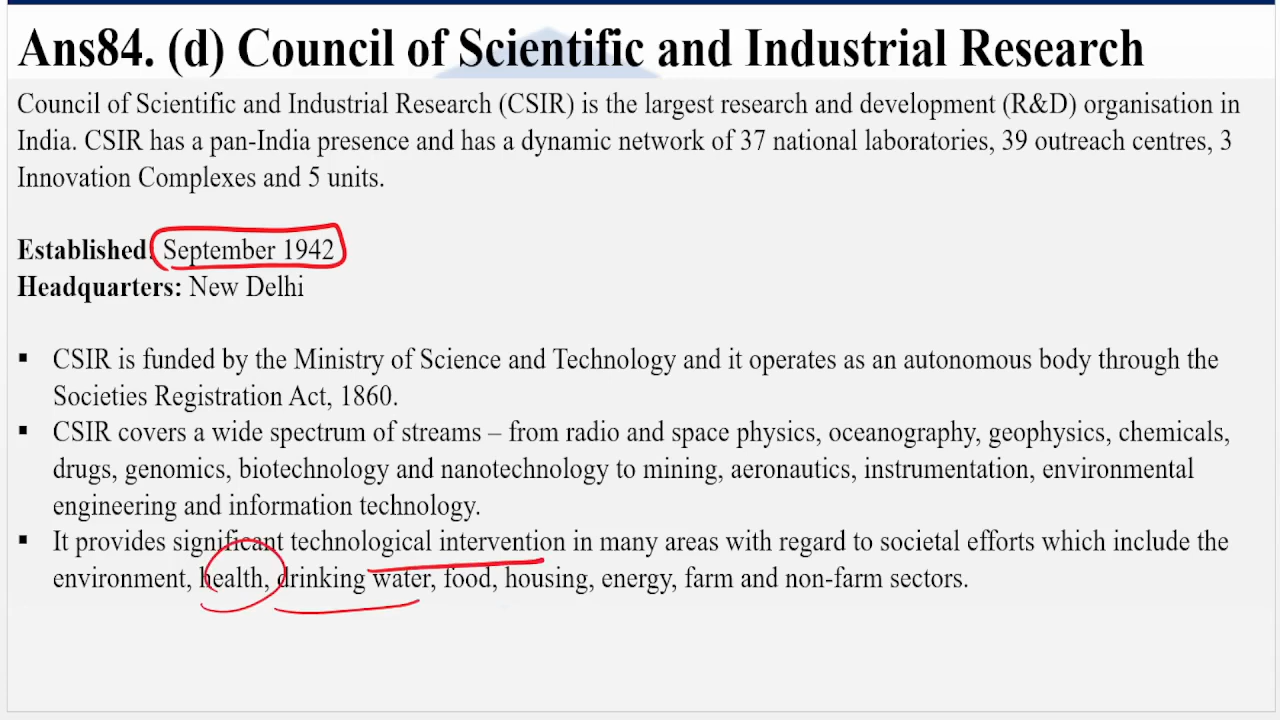 Ans84. (d) Council of Scientific and Industrial Research
Council of Scientific and Industrial Research (CSIR) is the largest research and development (R&D) organisation in
India. CSIR has a pan-India presence and has a dynamic network of 37 national laboratories, 39 outreach centres, 3
Innovation Complexes and 5 units.
Established: September 1942
Headquarters: New Delhi
▪ CSIR is funded by the Ministry of Science and Technology and it operates as an autonomous body through the
Societies Registration Act, 1860.
▪ CSIR covers a wide spectrum of streams – from radio and space physics, oceanography, geophysics, chemicals,
drugs, genomics, biotechnology and nanotechnology to mining, aeronautics, instrumentation, environmental
engineering and information technology.
▪ It provides significant technological intervention in many areas with regard to societal efforts which include the
environment, health, drinking water, food, housing, energy, farm and non-farm sectors.